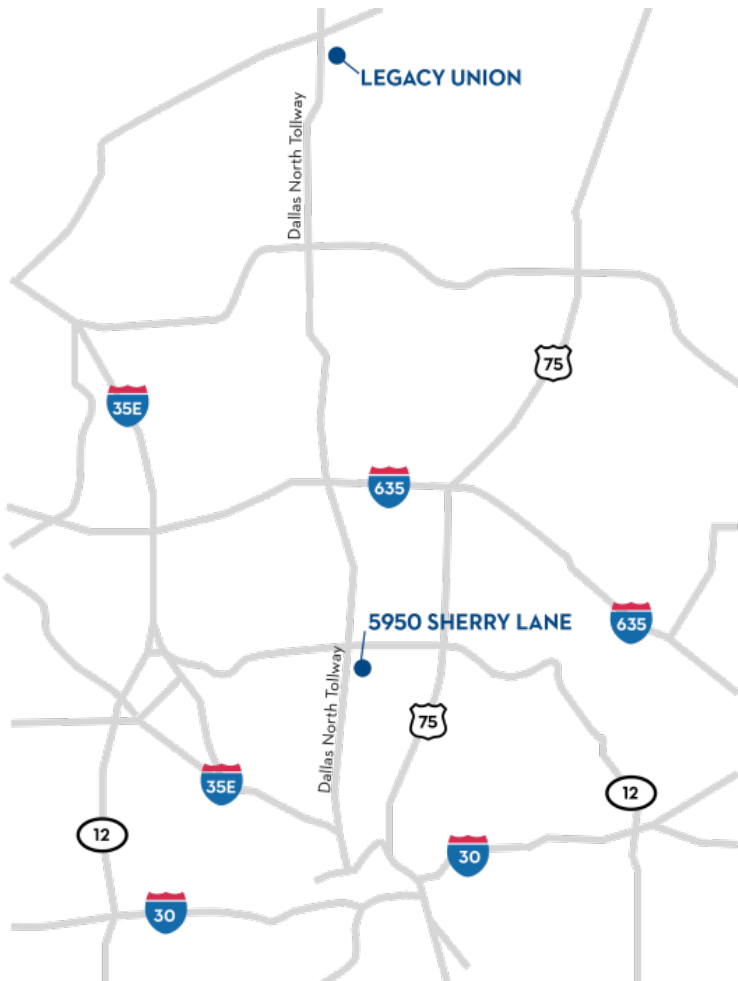 LEGACY UNION
Dallas North Tollway
75
35E
635
5950 SHERRY LANE
635
Dallas North Tollway
75
35E
12
12
30
30